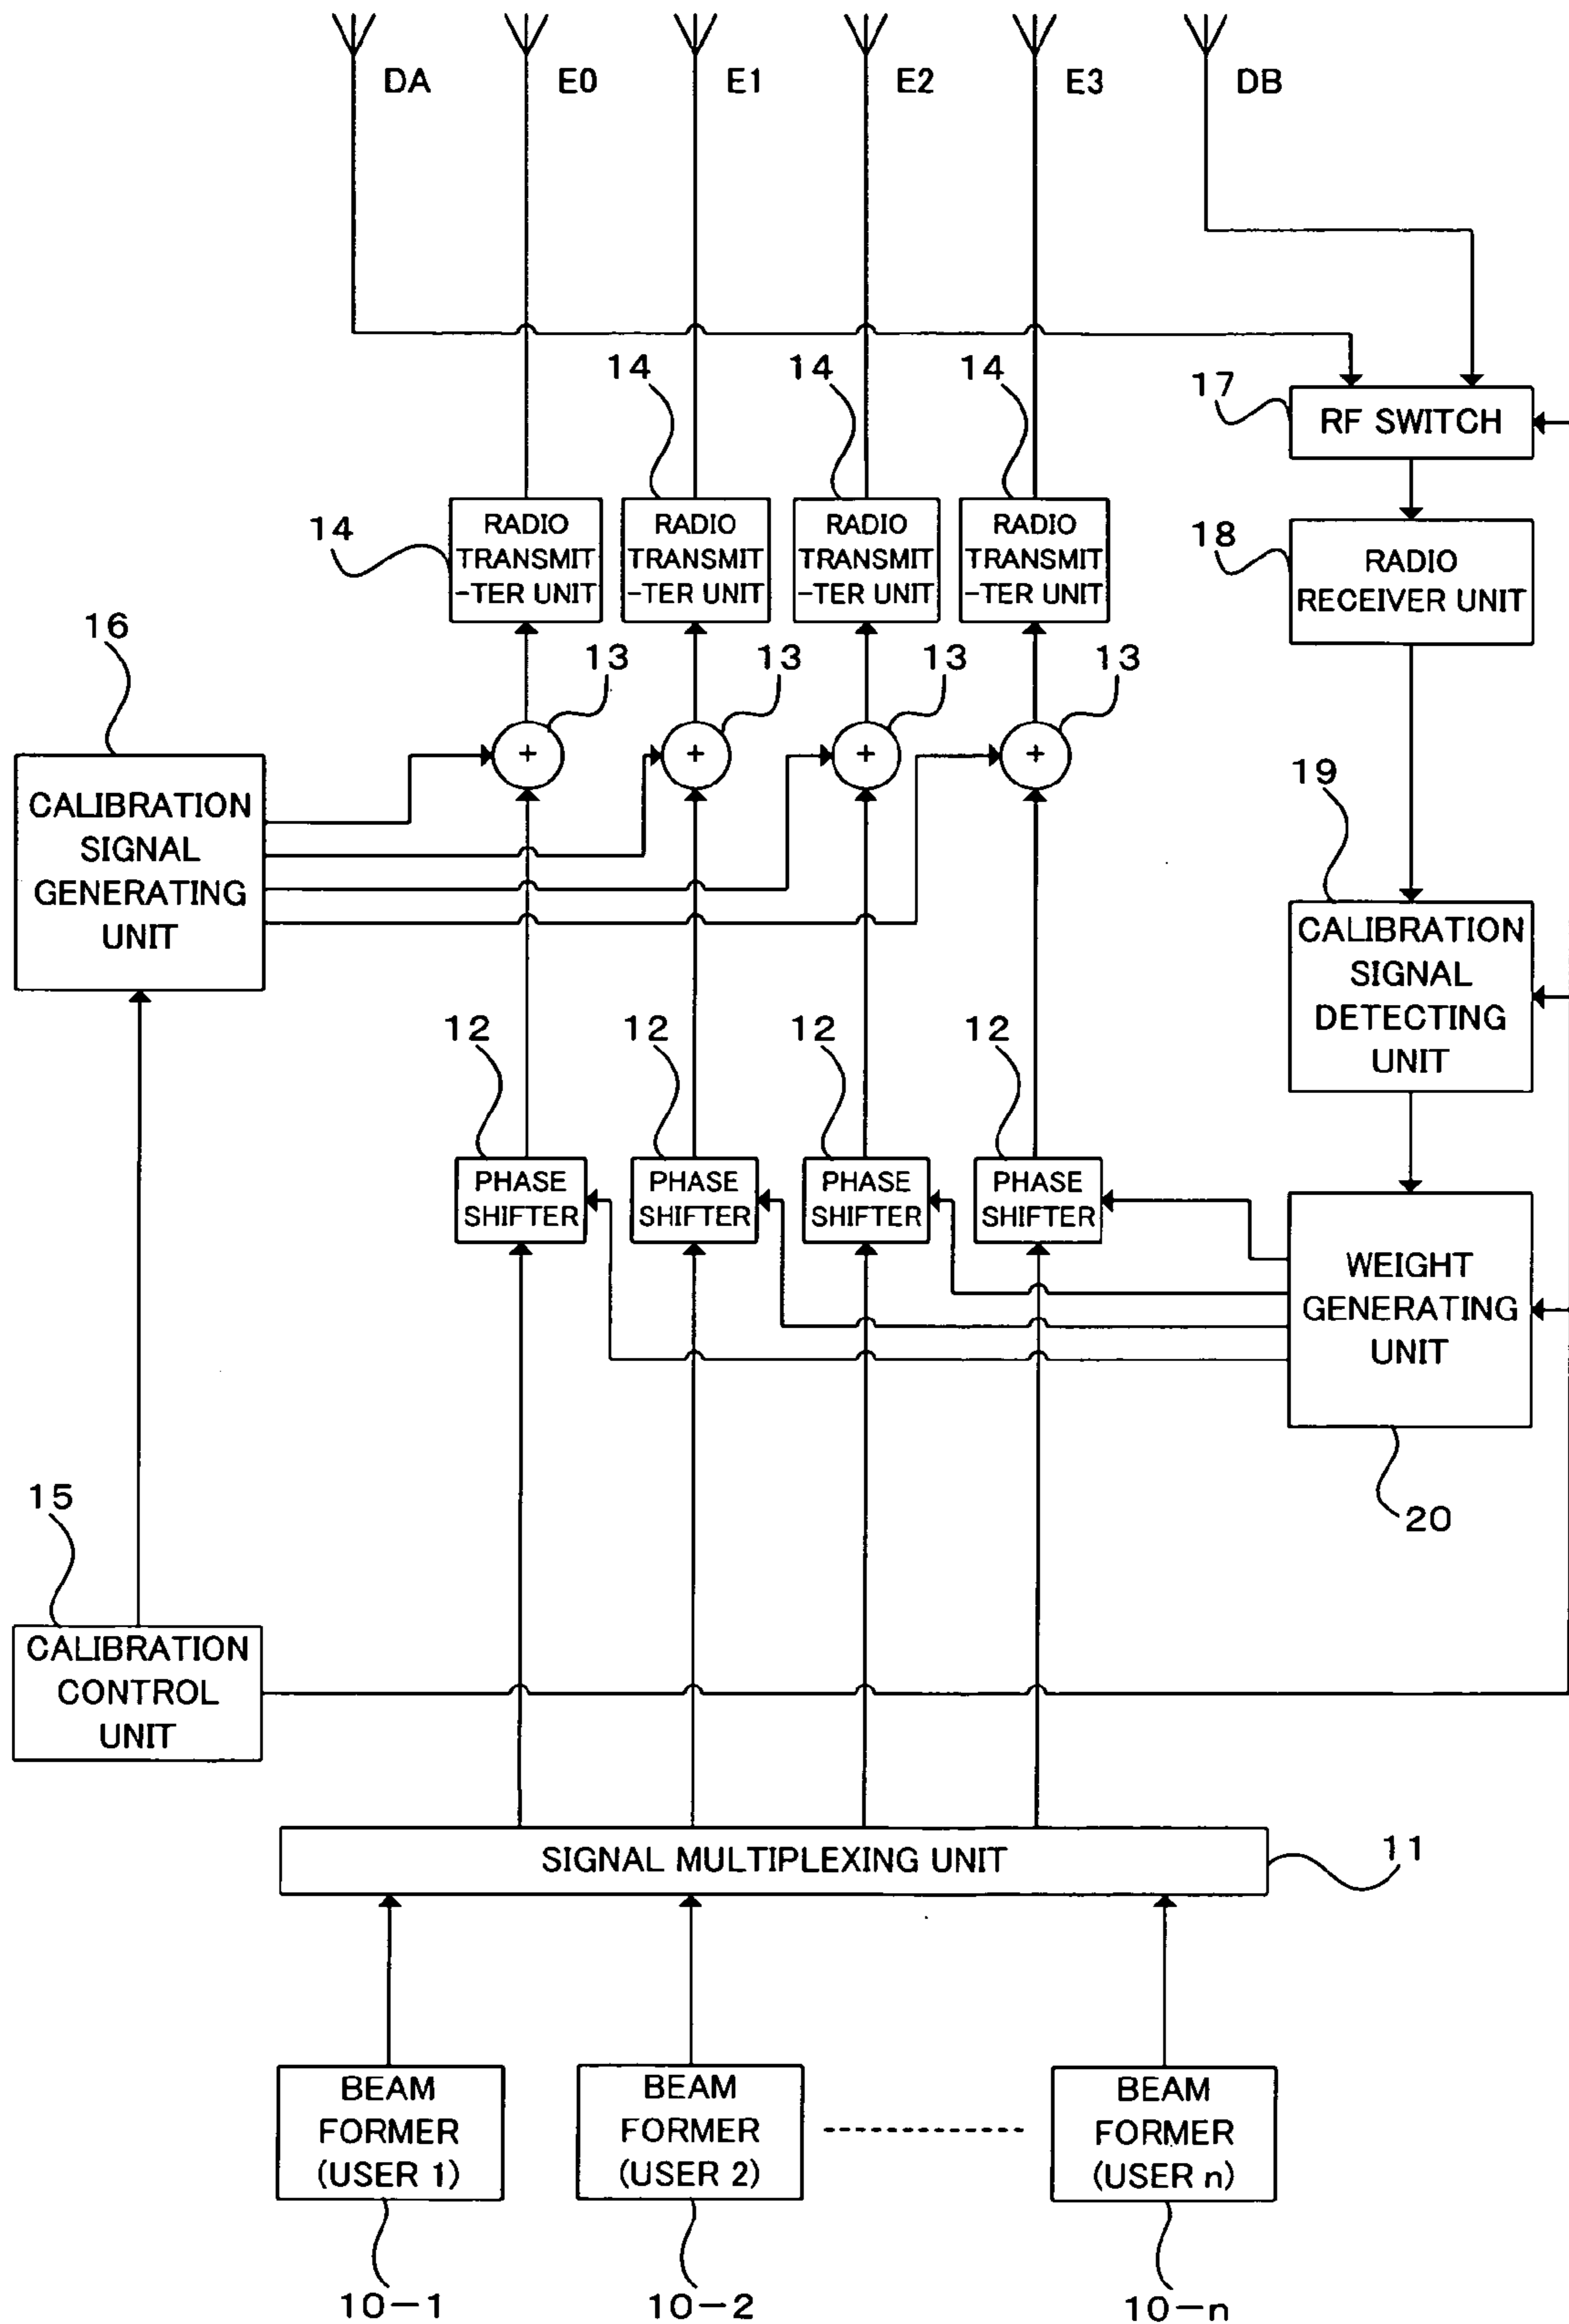 DA
E0
E1
E2
E3
DB
14
14
14
17
RF SWITCH
14
RADIO
TRANSMIT
-TER UNIT
RADIO
TRANSMIT
-TER UNIT
RADIO
TRANSMIT
-TER UNIT
RADIO
TRANSMIT
-TER UNIT
18
RADIO
RECEIVER UNIT
16
13
13
13
13
+
+
+
+
CALIBRATION
SIGNAL
GENERATING
UNIT
19
CALIBRATION
SIGNAL
DETECTING
UNIT
12
12
12
12
PHASE
SHIFTER
PHASE
SHIFTER
PHASE
SHIFTER
PHASE
SHIFTER
WEIGHT
GENERATING
UNIT
20
15
CALIBRATION
CONTROL
UNIT
SIGNAL MULTIPLEXING UNIT
11
BEAM
FORMER
(USER 1)
BEAM
FORMER
(USER 2)
BEAM
FORMER
(USER n)
10-1
10-2
10-n